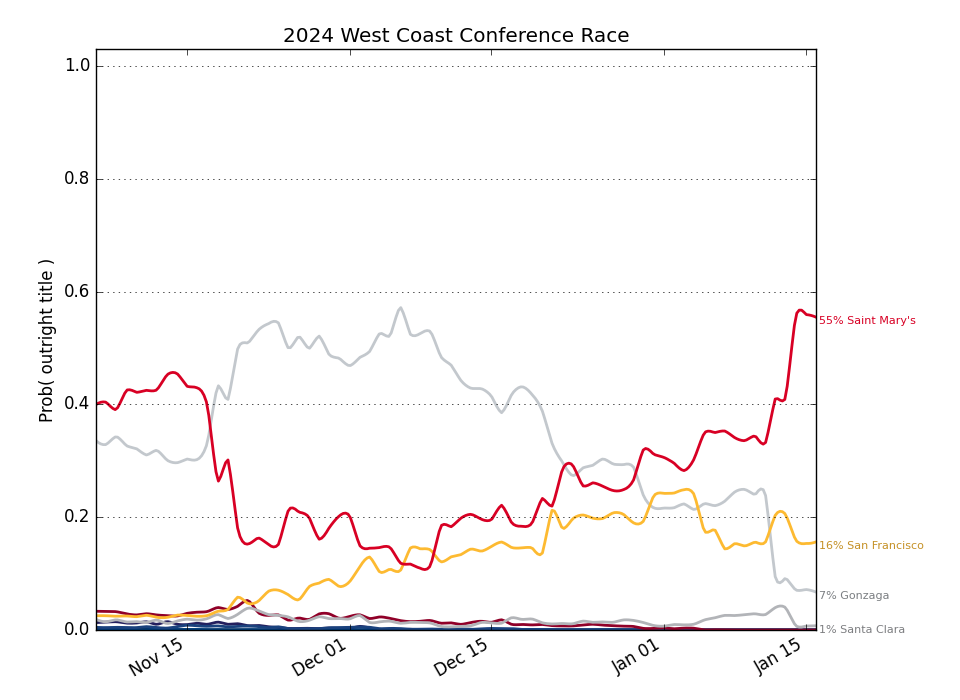 2024 West Coast Conference Race
1.0
0.8
0.6
0.4
0.2
0.0
Prob( outright title )
55% Saint Mary's
16% San Francisco
7% Gonzaga
1% Santa Clara
Nov 15
Dec 01
Dec 15
Jan 01
Jan 15